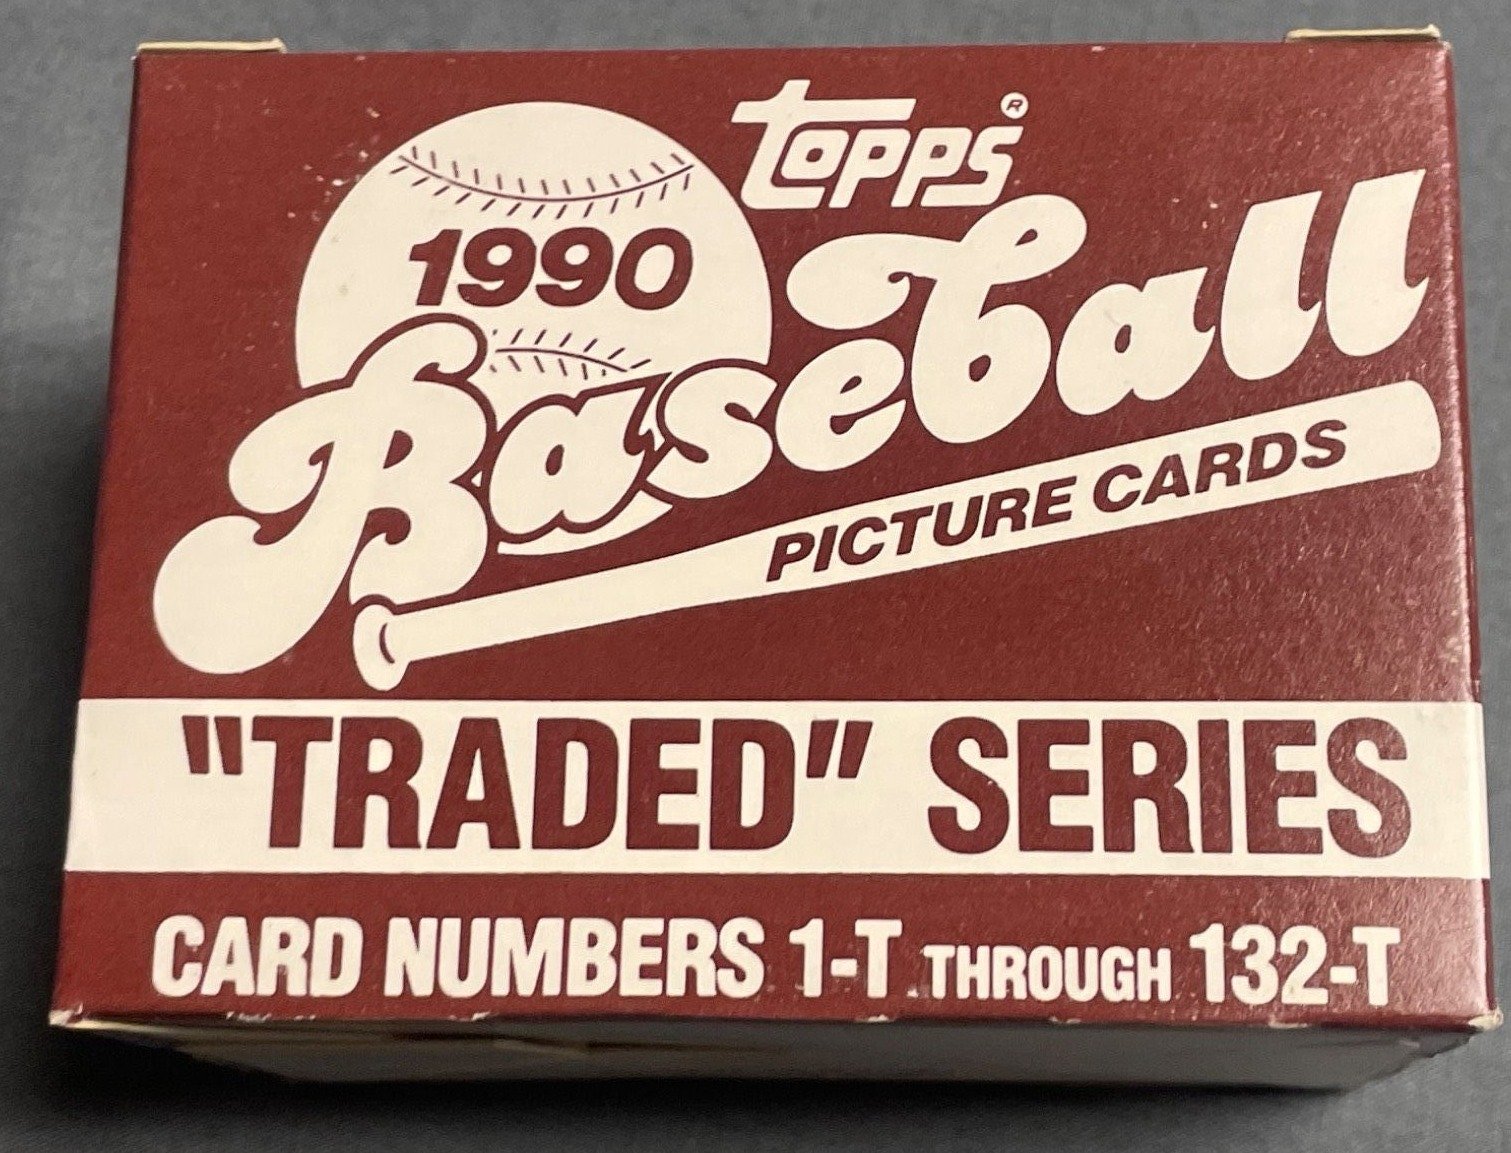 topps®
1990
Baseball
PICTURE CARDS
"TRADED" SERIES
CARD NUMBERS 1-T THROUGH 132-T